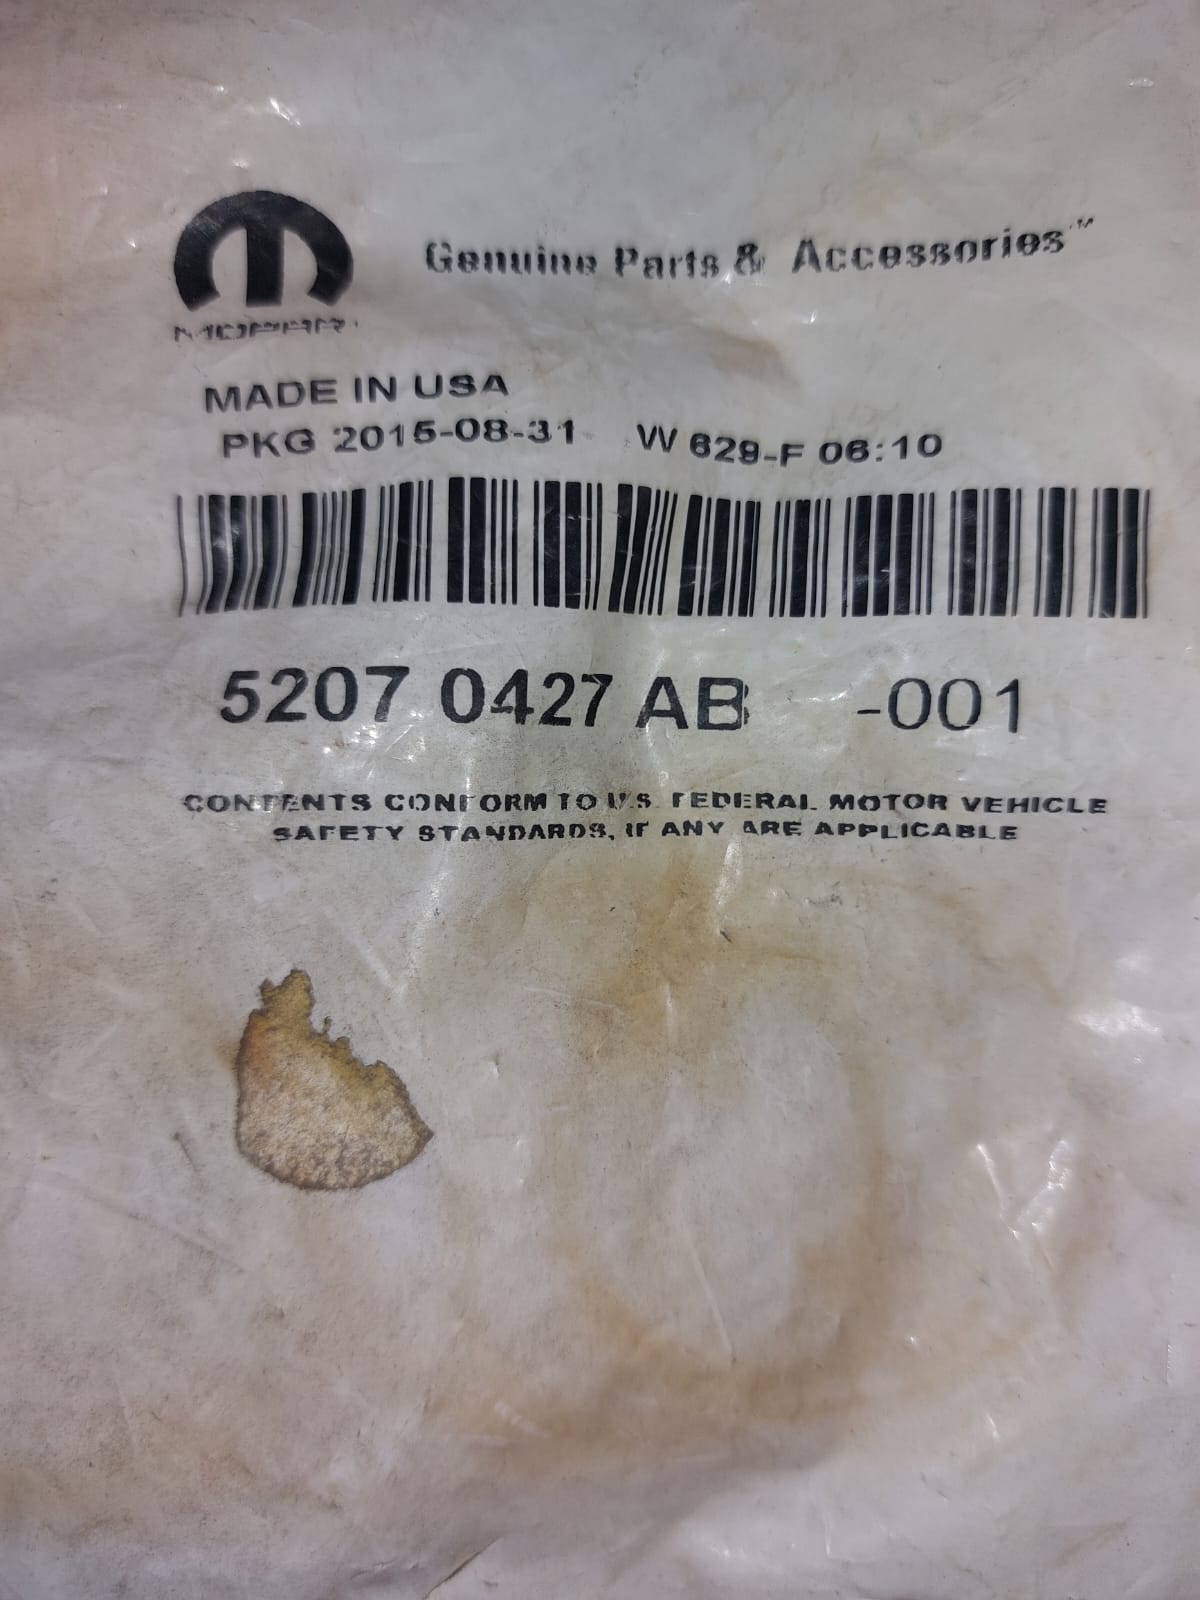 MOPAR
Genuine Parts & Accessories™
MADE IN USA
PKG 2015-08-31 W 629-F 06:10
5207 0427 AB -001
CONTENTS CONFORM TO U.S. FEDERAL MOTOR VEHICLE
SAFETY STANDARDS, IF ANY ARE APPLICABLE